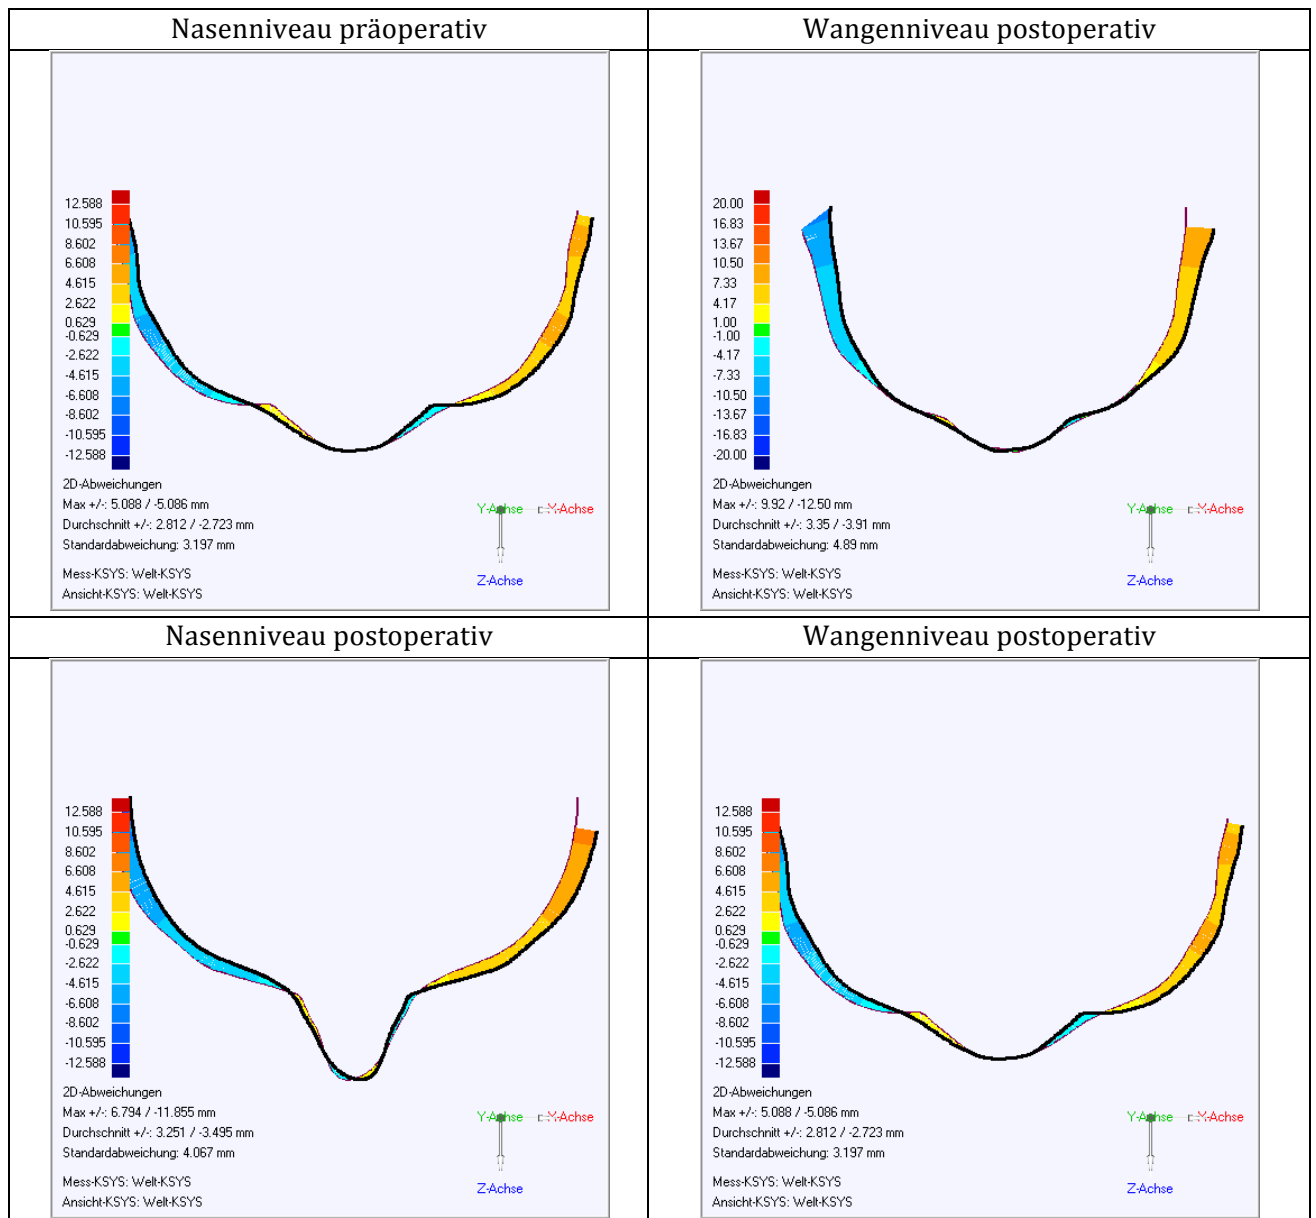 Nasenniveau präoperativ
12.588
10.595
8.602
6.608
4.615
2.622
0.629
-0.629
-2.622
-4.615
-6.608
-8.602
-10.595
-12.588
2D-Abweichungen
Max +/-: 5.088 / -5.086 mm
Durchschnitt +/-: 2.812 / -2.723 mm
Standardabweichung: 3.197 mm
Mess-KSYS: Welt-KSYS
Ansicht-KSYS: Welt-KSYS
Y-Achse
X-Achse
Z-Achse
Wangenniveau postoperativ
20.00
16.83
13.67
10.50
7.33
4.17
1.00
-1.00
-4.17
-7.33
-10.50
-13.67
-16.83
-20.00
2D-Abweichungen
Max +/-: 9.92 / -12.50 mm
Durchschnitt +/-: 3.35 / -3.91 mm
Standardabweichung: 4.89 mm
Mess-KSYS: Welt-KSYS
Ansicht-KSYS: Welt-KSYS
Y-Achse
X-Achse
Z-Achse
Nasenniveau postoperativ
12.588
10.595
8.602
6.608
4.615
2.622
0.629
-0.629
-2.622
-4.615
-6.608
-8.602
-10.595
-12.588
2D-Abweichungen
Max +/-: 6.794 / -11.855 mm
Durchschnitt +/-: 3.251 / -3.495 mm
Standardabweichung: 4.067 mm
Mess-KSYS: Welt-KSYS
Ansicht-KSYS: Welt-KSYS
Y-Achse
X-Achse
Z-Achse
Wangenniveau postoperativ
12.588
10.595
8.602
6.608
4.615
2.622
0.629
-0.629
-2.622
-4.615
-6.608
-8.602
-10.595
-12.588
2D-Abweichungen
Max +/-: 5.088 / -5.086 mm
Durchschnitt +/-: 2.812 / -2.723 mm
Standardabweichung: 3.197 mm
Mess-KSYS: Welt-KSYS
Ansicht-KSYS: Welt-KSYS
Y-Achse
X-Achse
Z-Achse